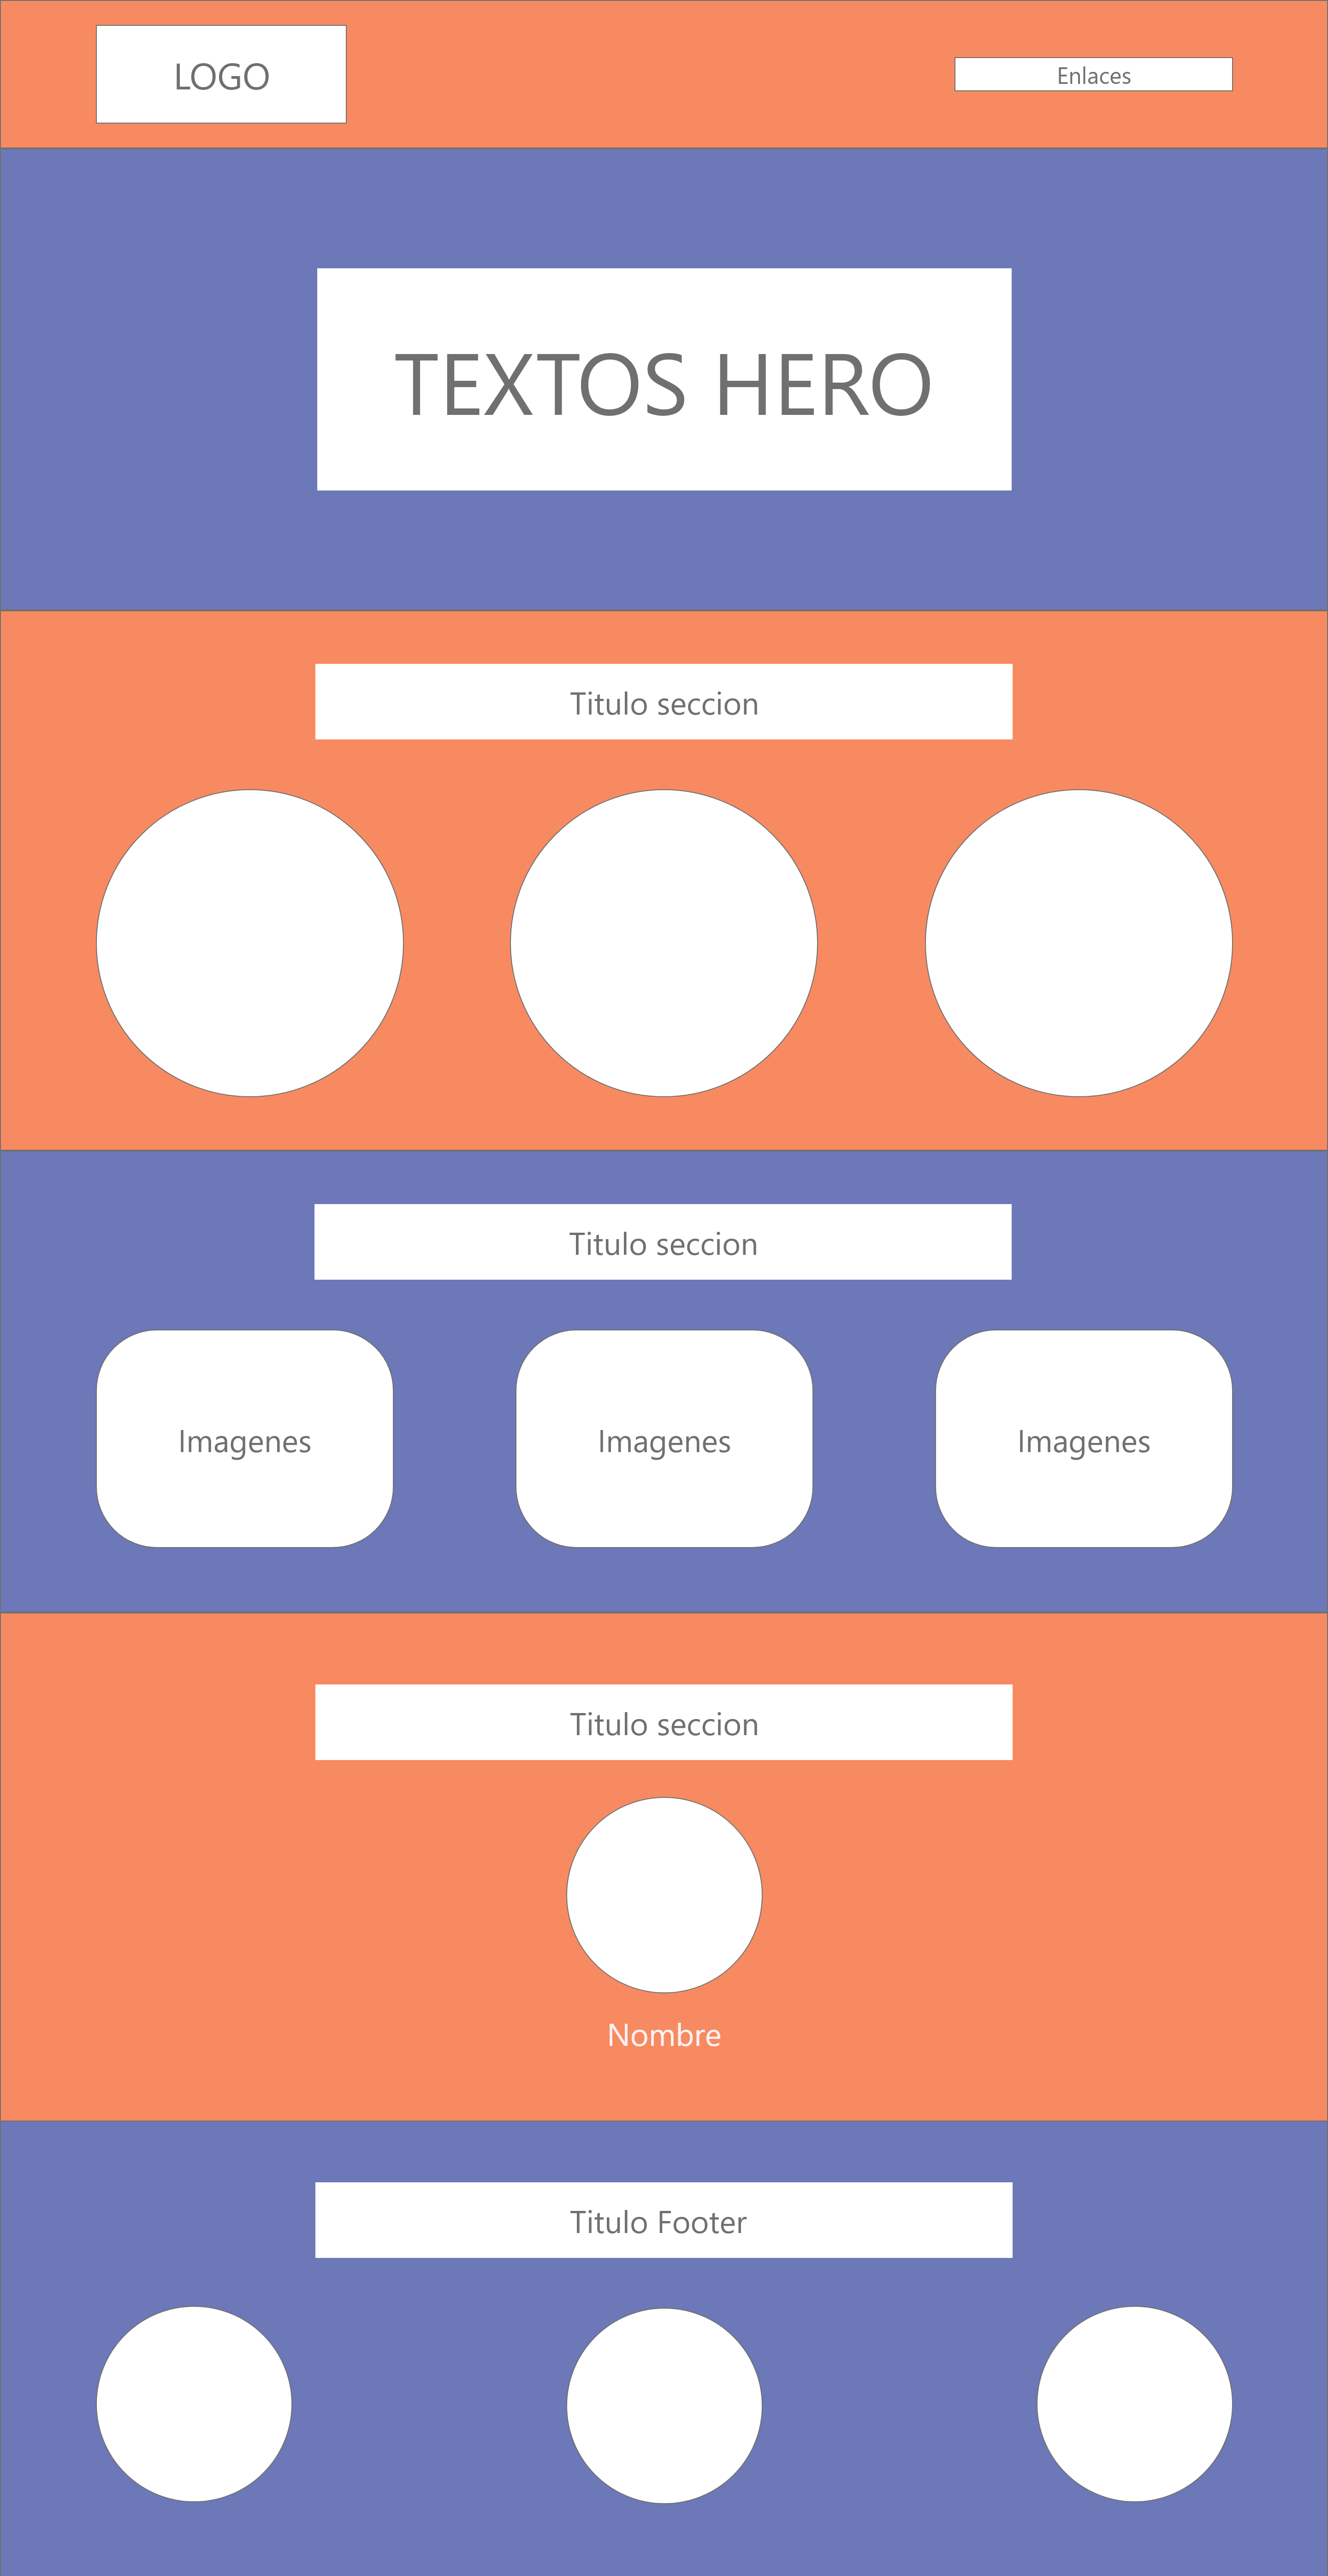 LOGO
Enlaces
TEXTOS HERO
Titulo seccion
Titulo seccion
Imagenes
Imagenes
Imagenes
Titulo seccion
Nombre
Titulo Footer